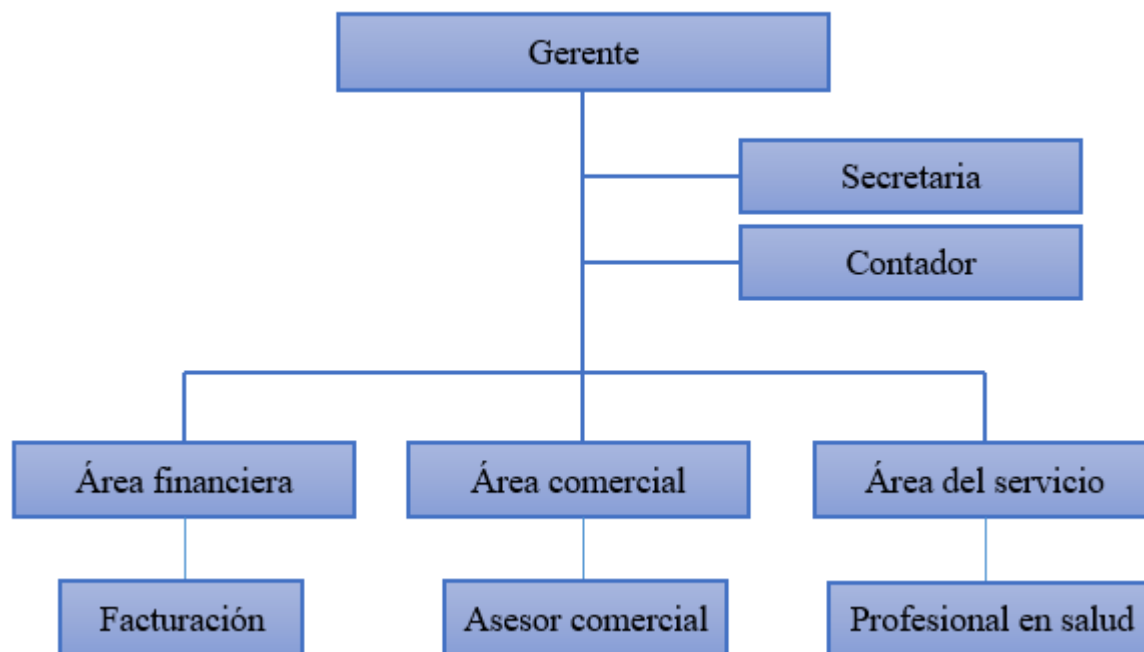 Gerente
Secretaria
Contador
Área financiera
Área comercial
Área del servicio
Facturación
Asesor comercial
Profesional en salud